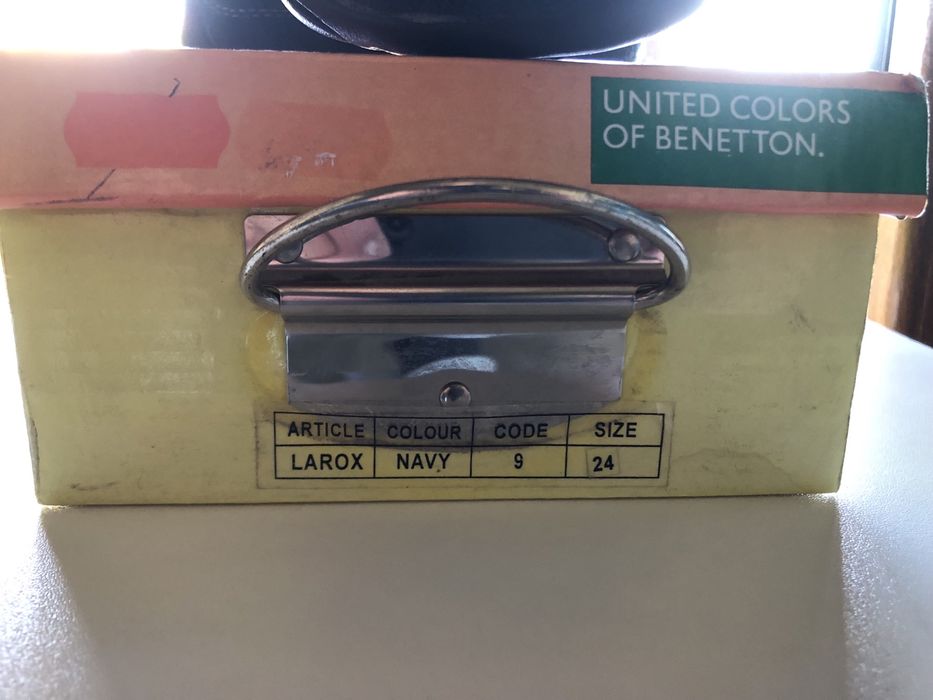 UNITED COLORS
OF BENETTON.
ARTICLE COLOUR CODE SIZE
LAROX NAVY 9 24